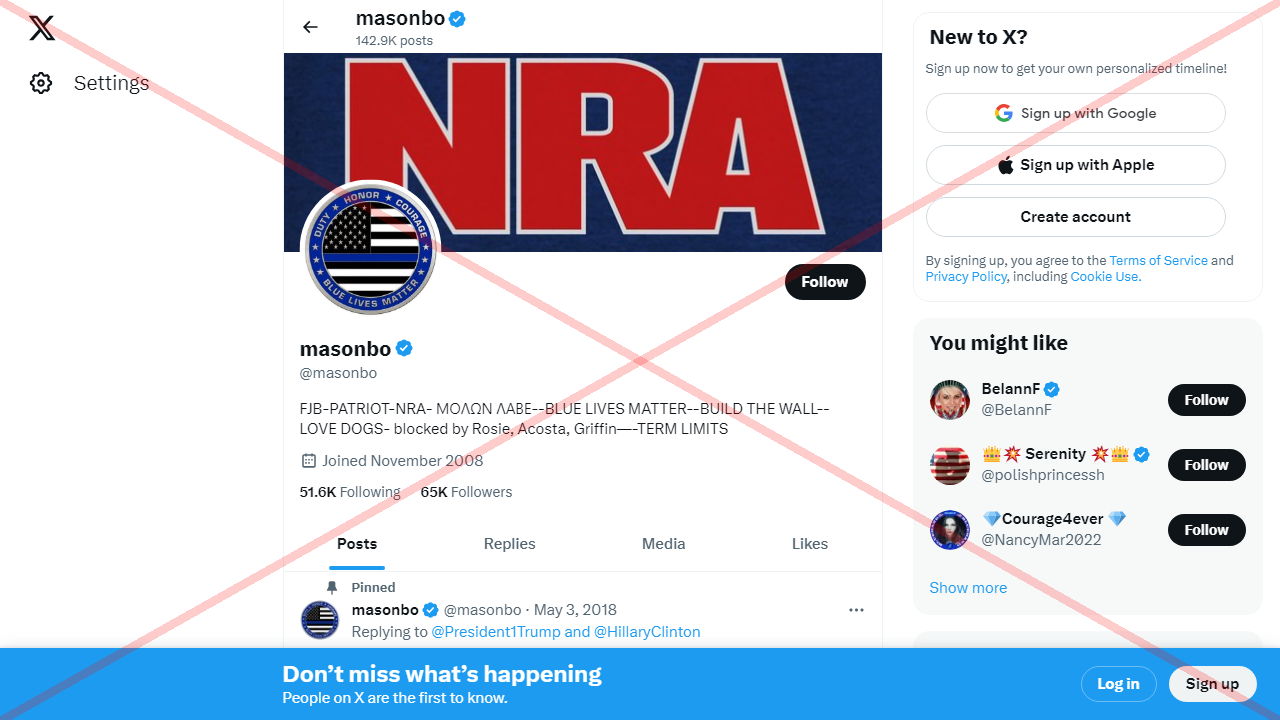 masonbo
142.9K posts
Settings
NRA
DUTY ★ HONOR ★ COURAGE
BLUE LIVES MATTER
Follow
masonbo
@masonbo
FJB-PATRIOT-NRA- ΜΟΛΩΝ ΛΑΒΕ--BLUE LIVES MATTER--BUILD THE WALL--
LOVE DOGS- blocked by Rosie, Acosta, Griffin—-TERM LIMITS
Joined November 2008
51.6K Following 65K Followers
Posts Replies Media Likes
Pinned
masonbo @masonbo · May 3, 2018
Replying to @President1Trump and @HillaryClinton
New to X?
Sign up now to get your own personalized timeline!
Sign up with Google
Sign up with Apple
Create account
By signing up, you agree to the Terms of Service and
Privacy Policy, including Cookie Use.
You might like
BelannF
@BelannF
Follow
👑💥 Serenity 💥👑
@polishprincessh
Follow
💎Courage4ever 💎
@NancyMar2022
Follow
Show more
Don’t miss what’s happening
People on X are the first to know.
Log in
Sign up